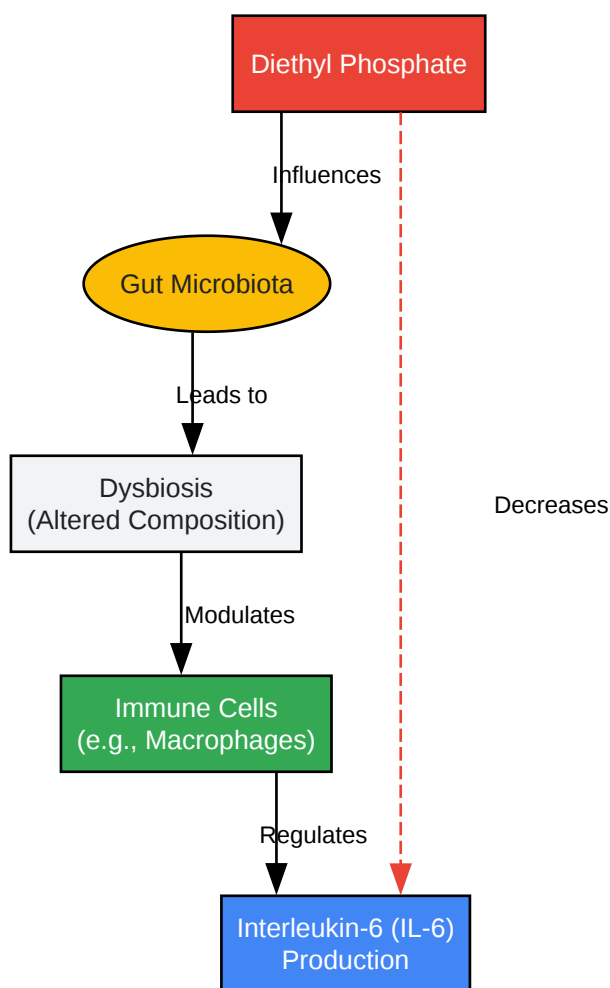 Diethyl Phosphate
Influences
Gut Microbiota
Leads to
Dysbiosis
(Altered Composition)
Decreases
Modulates
Immune Cells
(e.g., Macrophages)
Regulates
Interleukin-6 (IL-6)
Production